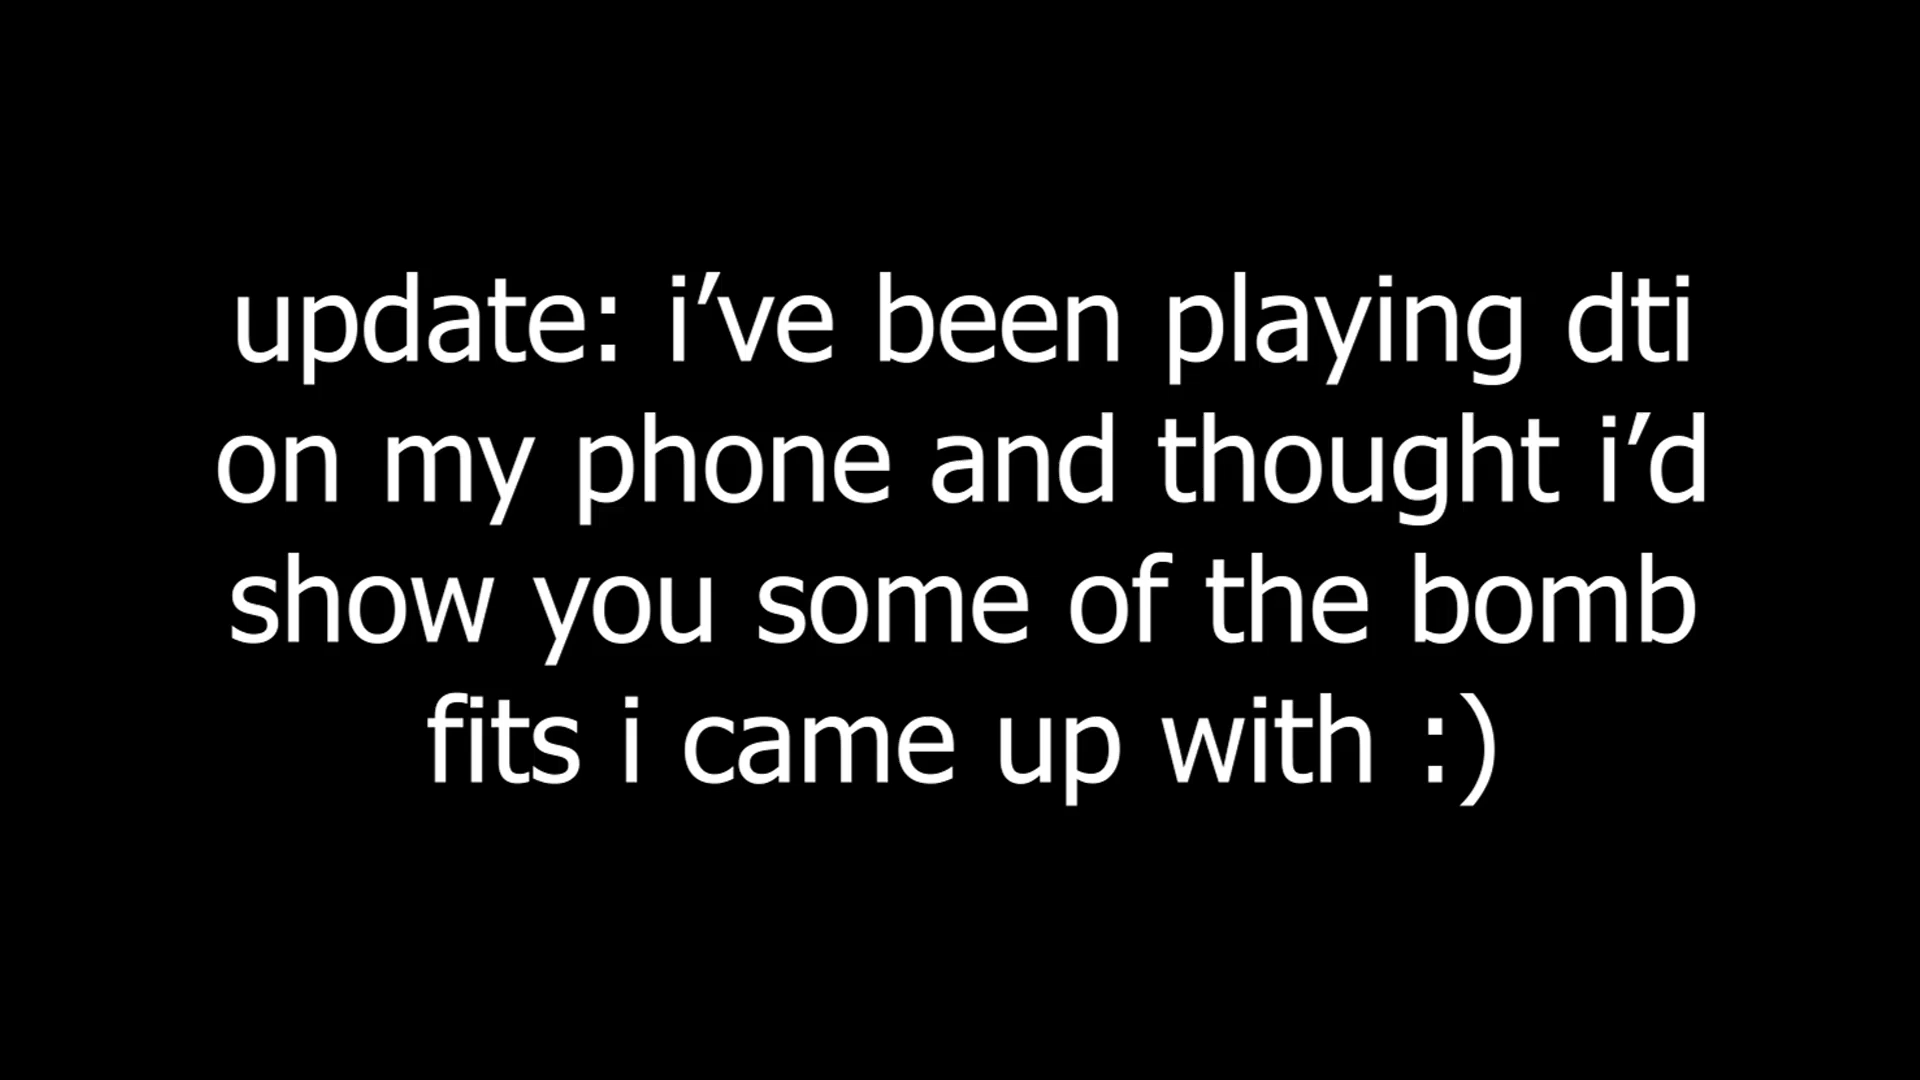 update: i’ve been playing dti
on my phone and thought i’d
show you some of the bomb
fits i came up with :)